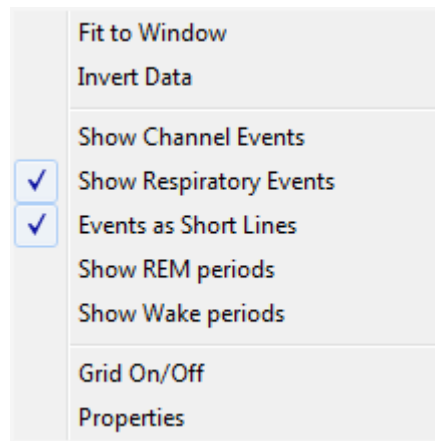 Fit to Window
Invert Data
Show Channel Events
Show Respiratory Events
Events as Short Lines
Show REM periods
Show Wake periods
Grid On/Off
Properties